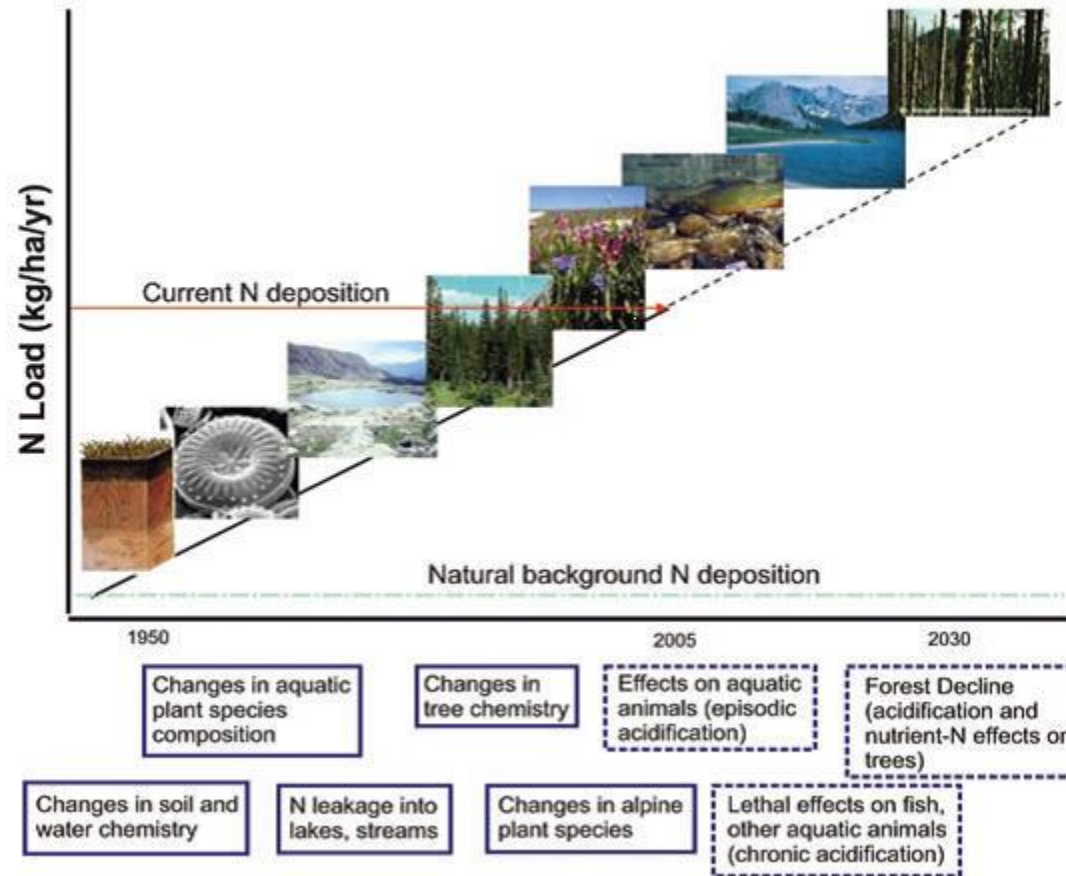 N Load (kg/ha/yr)
Current N deposition
Natural background N deposition
1950
2005
2030
Changes in aquatic
plant species
composition
Changes in
tree chemistry
Effects on aquatic
animals (episodic
acidification)
Forest Decline
(acidification and
nutrient-N effects on
trees)
Changes in soil and
water chemistry
N leakage into
lakes, streams
Changes in alpine
plant species
Lethal effects on fish,
other aquatic animals
(chronic acidification)